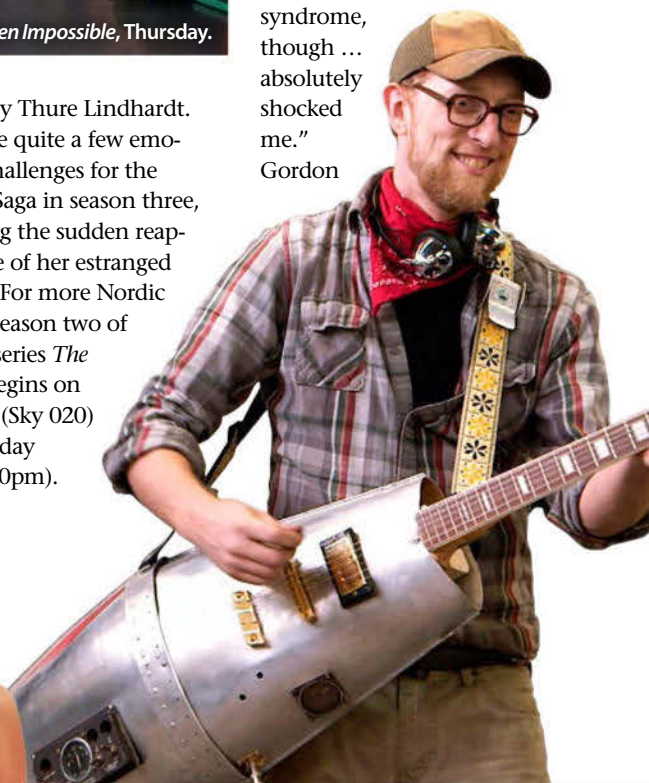 en Impossible, Thursday.
y Thure Lindhardt.
e quite a few emo-
hallenges for the
Saga in season three,
g the sudden reap-
e of her estranged
For more Nordic
eason two of
series The
egins on
(Sky 020)
day
0pm).
syndrome,
though …
absolutely
shocked
me.”
Gordon